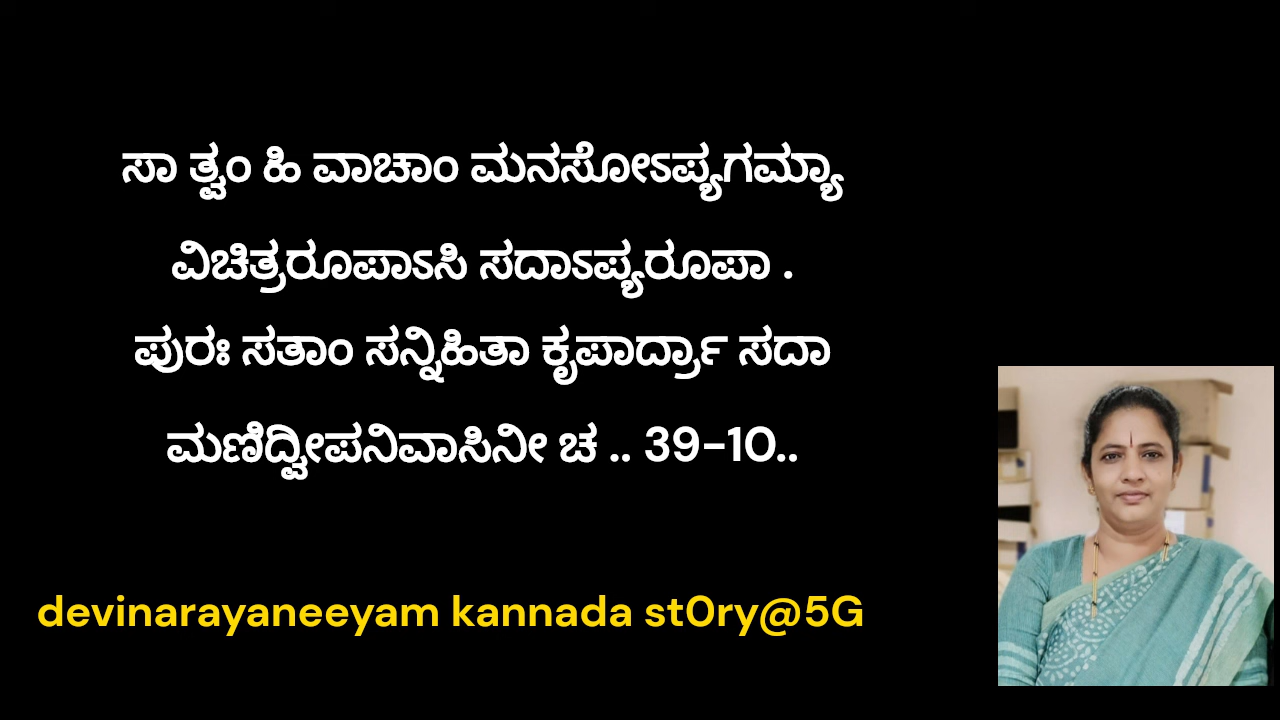 ಸಾ ತ್ವಂ ಹಿ ವಾಚಾಂ ಮನಸೋಽಪ್ಯಗಮ್ಯಾ
ವಿಚಿತ್ರರೂಪಾಽಸಿ ಸದಾಽಪ್ಯರೂಪಾ .
ಪುರಃ ಸತಾಂ ಸನ್ನಿಹಿತಾ ಕೃಪಾರ್ದ್ರಾ ಸದಾ
ಮಣಿದ್ವೀಪನಿವಾಸಿನೀ ಚ .. 39-10..
devinarayaneeyam kannada st0ry@5G